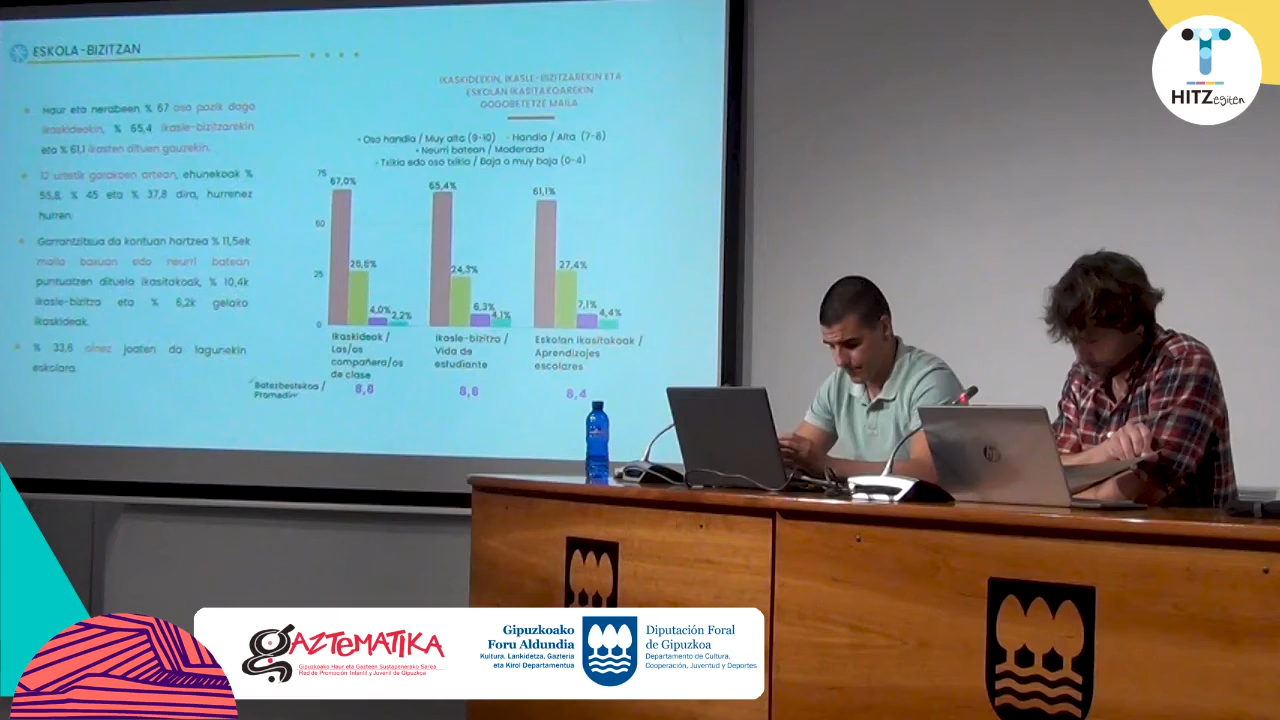 ESKOLA-BIZITZAN
Haur eta nerabeen % 67 oso pozik dago
ikaskideekin, % 65,4 ikasle-bizitzarekin
eta % 61,1 ikasten dituen gauzekin.
12 urtetik gorakoen artean, ehunekoak %
55,8, % 45 eta % 37,8 dira, hurrenez
hurren.
Garrantzitsua da kontuan hartzea % 11,5ek
maila baxuan edo neurri batean
puntuatzen dituela ikasitakoak, % 10,4k
ikasle-bizitza eta % 6,2k gelako
ikaskideak.
% 33,6 oinez joaten da lagunekin
eskolara.
IKASKIDEEKIN, IKASLE-BIZITZAREKIN ETA
ESKOLAN IKASITAKOAREKIN
GOGOBETETZE MAILA
Oso handia / Muy alta (9-10)
Handia / Alta (7-8)
Neurri batean / Moderada
Txikia edo oso txikia / Baja o muy baja (0-4)
75
60
25
0
67,0%
26,8%
4,0%
2,2%
65,4%
24,3%
6,3%
4,1%
61,1%
27,4%
7,1%
4,4%
Ikaskideak /
Las/os
compañera/os
de clase
Ikasle-bizitza /
Vida de
estudiante
Eskolan ikasitakoak /
Aprendizajes
escolares
Batezbestekoa /
Promedio
8,8
8,6
8,4
hp
HITZ egiten
gAZTEMATIKA
Gipuzkoako Haur eta Gazteen Sustapenerako Sarea
Red de Promoción Infantil y Juvenil de Gipuzkoa
Gipuzkoako
Foru Aldundia
Kultura, Lankidetza, Gazteria
eta Kirol Departamentua
Diputación Foral
de Gipuzkoa
Departamento de Cultura,
Cooperación, Juventud y Deportes